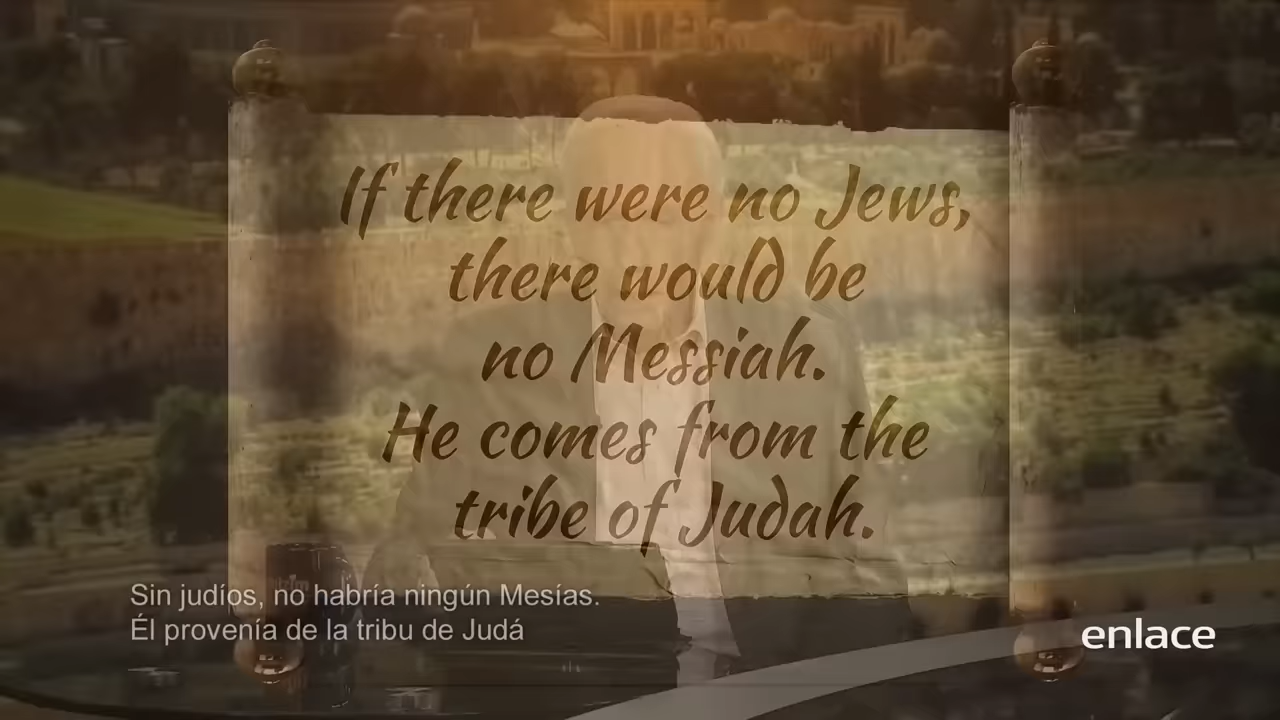 If there were no Jews,
there would be
no Messiah.
He comes from the
tribe of Judah.
Sin judíos, no habría ningún Mesías.
Él provenía de la tribu de Judá
enlace